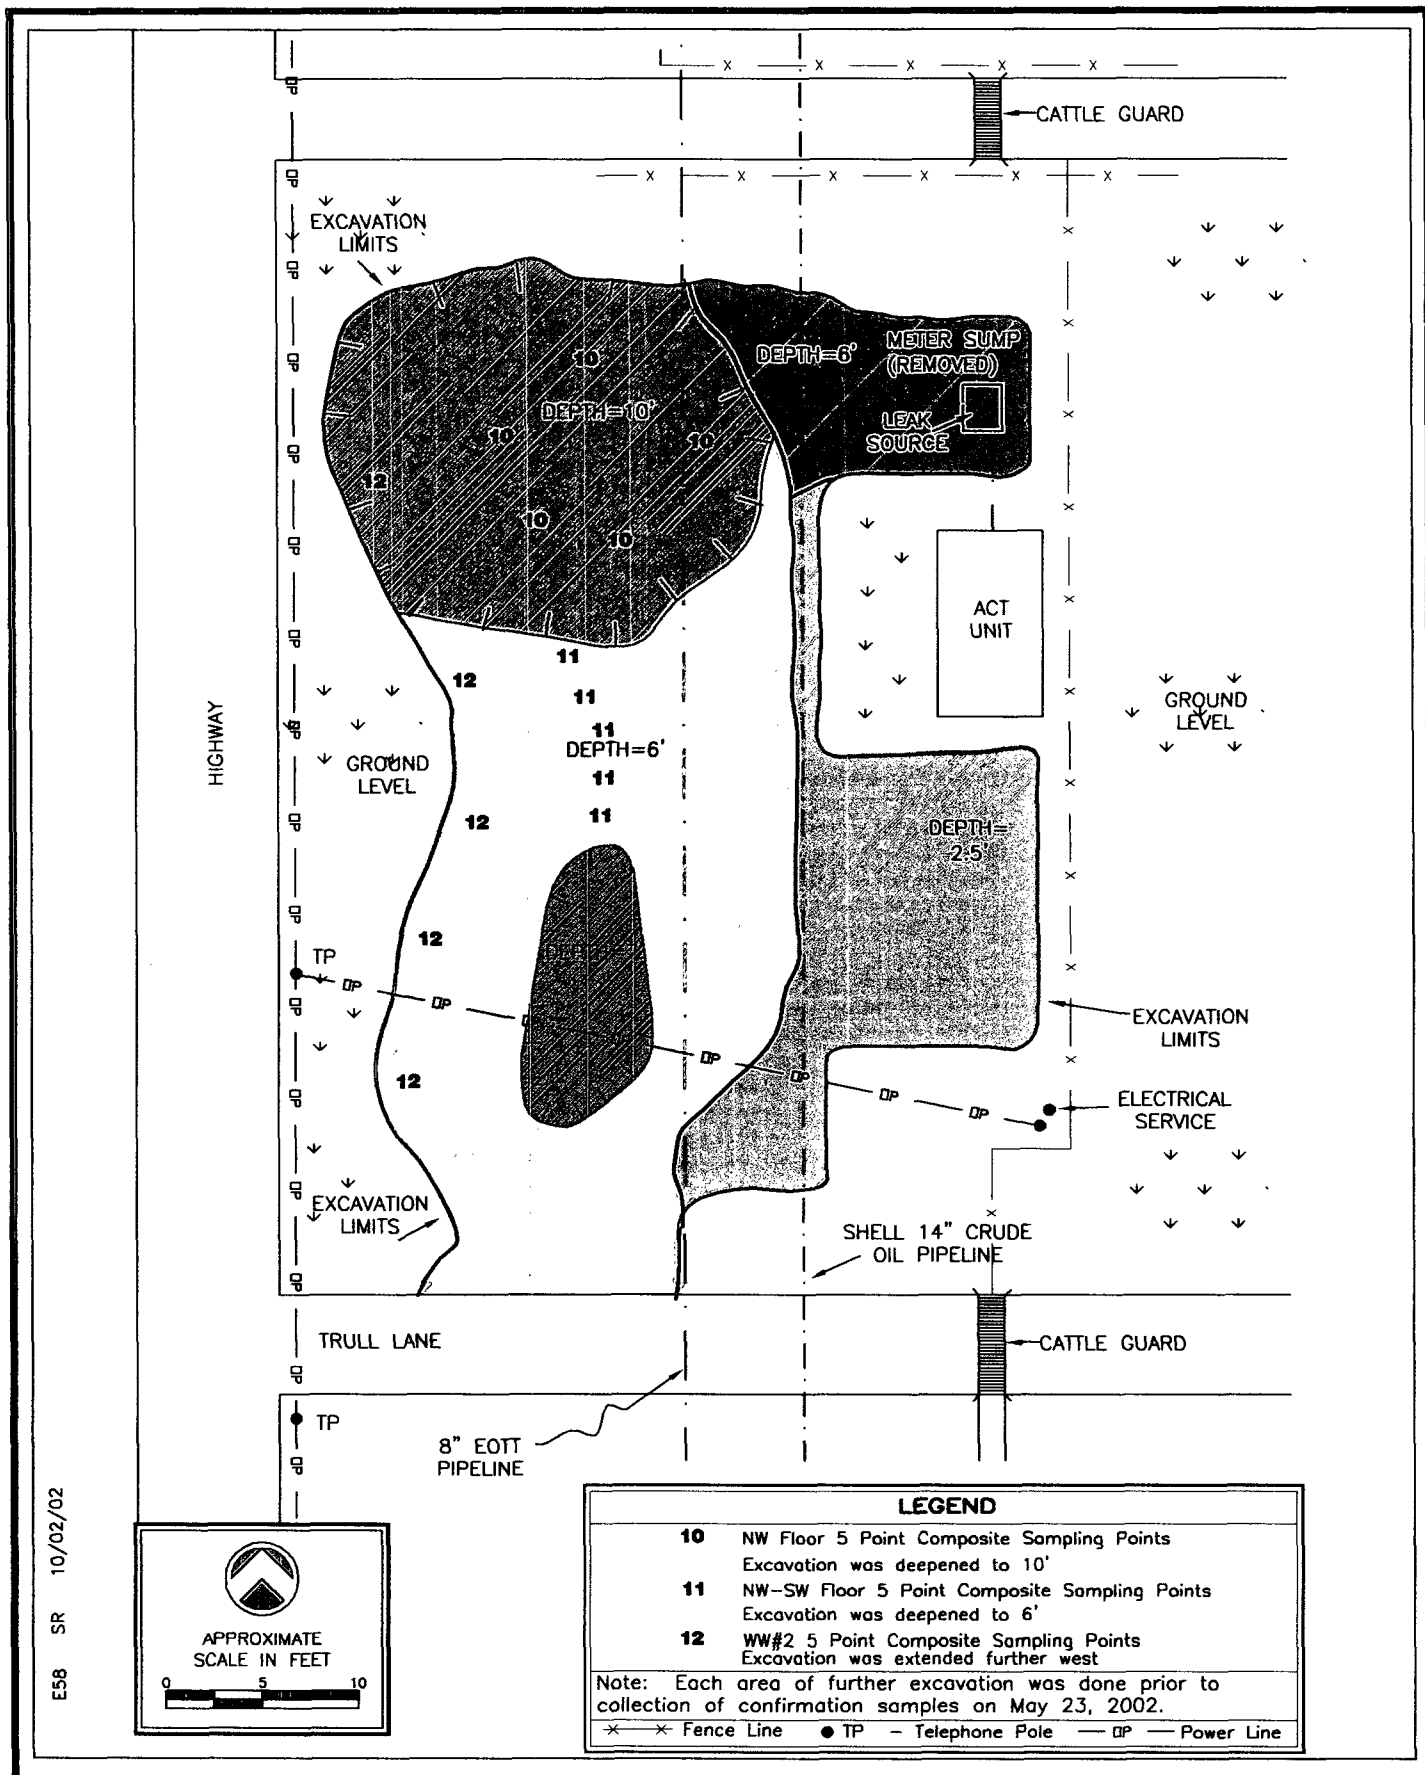 CATTLE GUARD
EXCAVATION
LIMITS
METER SUMP
(REMOVED)
DEPTH=6'
10
DEPTH=10'
LEAK
SOURCE
10
10
12
10
10
ACT
UNIT
11
12
11
GROUND
LEVEL
HIGHWAY
11
DEPTH=6'
GROUND
LEVEL
11
11
12
DEPTH=
2.5'
12
TP
OP
OP
EXCAVATION
LIMITS
OP
OP
OP
OP
12
ELECTRICAL
SERVICE
EXCAVATION
LIMITS
SHELL 14" CRUDE
OIL PIPELINE
TRULL LANE
CATTLE GUARD
TP
8" EOTT
PIPELINE
E58 SR 10/02/02
APPROXIMATE
SCALE IN FEET
0 5 10
LEGEND
10 NW Floor 5 Point Composite Sampling Points
Excavation was deepened to 10'
11 NW-SW Floor 5 Point Composite Sampling Points
Excavation was deepened to 6'
12 WW#2 5 Point Composite Sampling Points
Excavation was extended further west
Note: Each area of further excavation was done prior to
collection of confirmation samples on May 23, 2002.
x x Fence Line ● TP - Telephone Pole — OP — Power Line